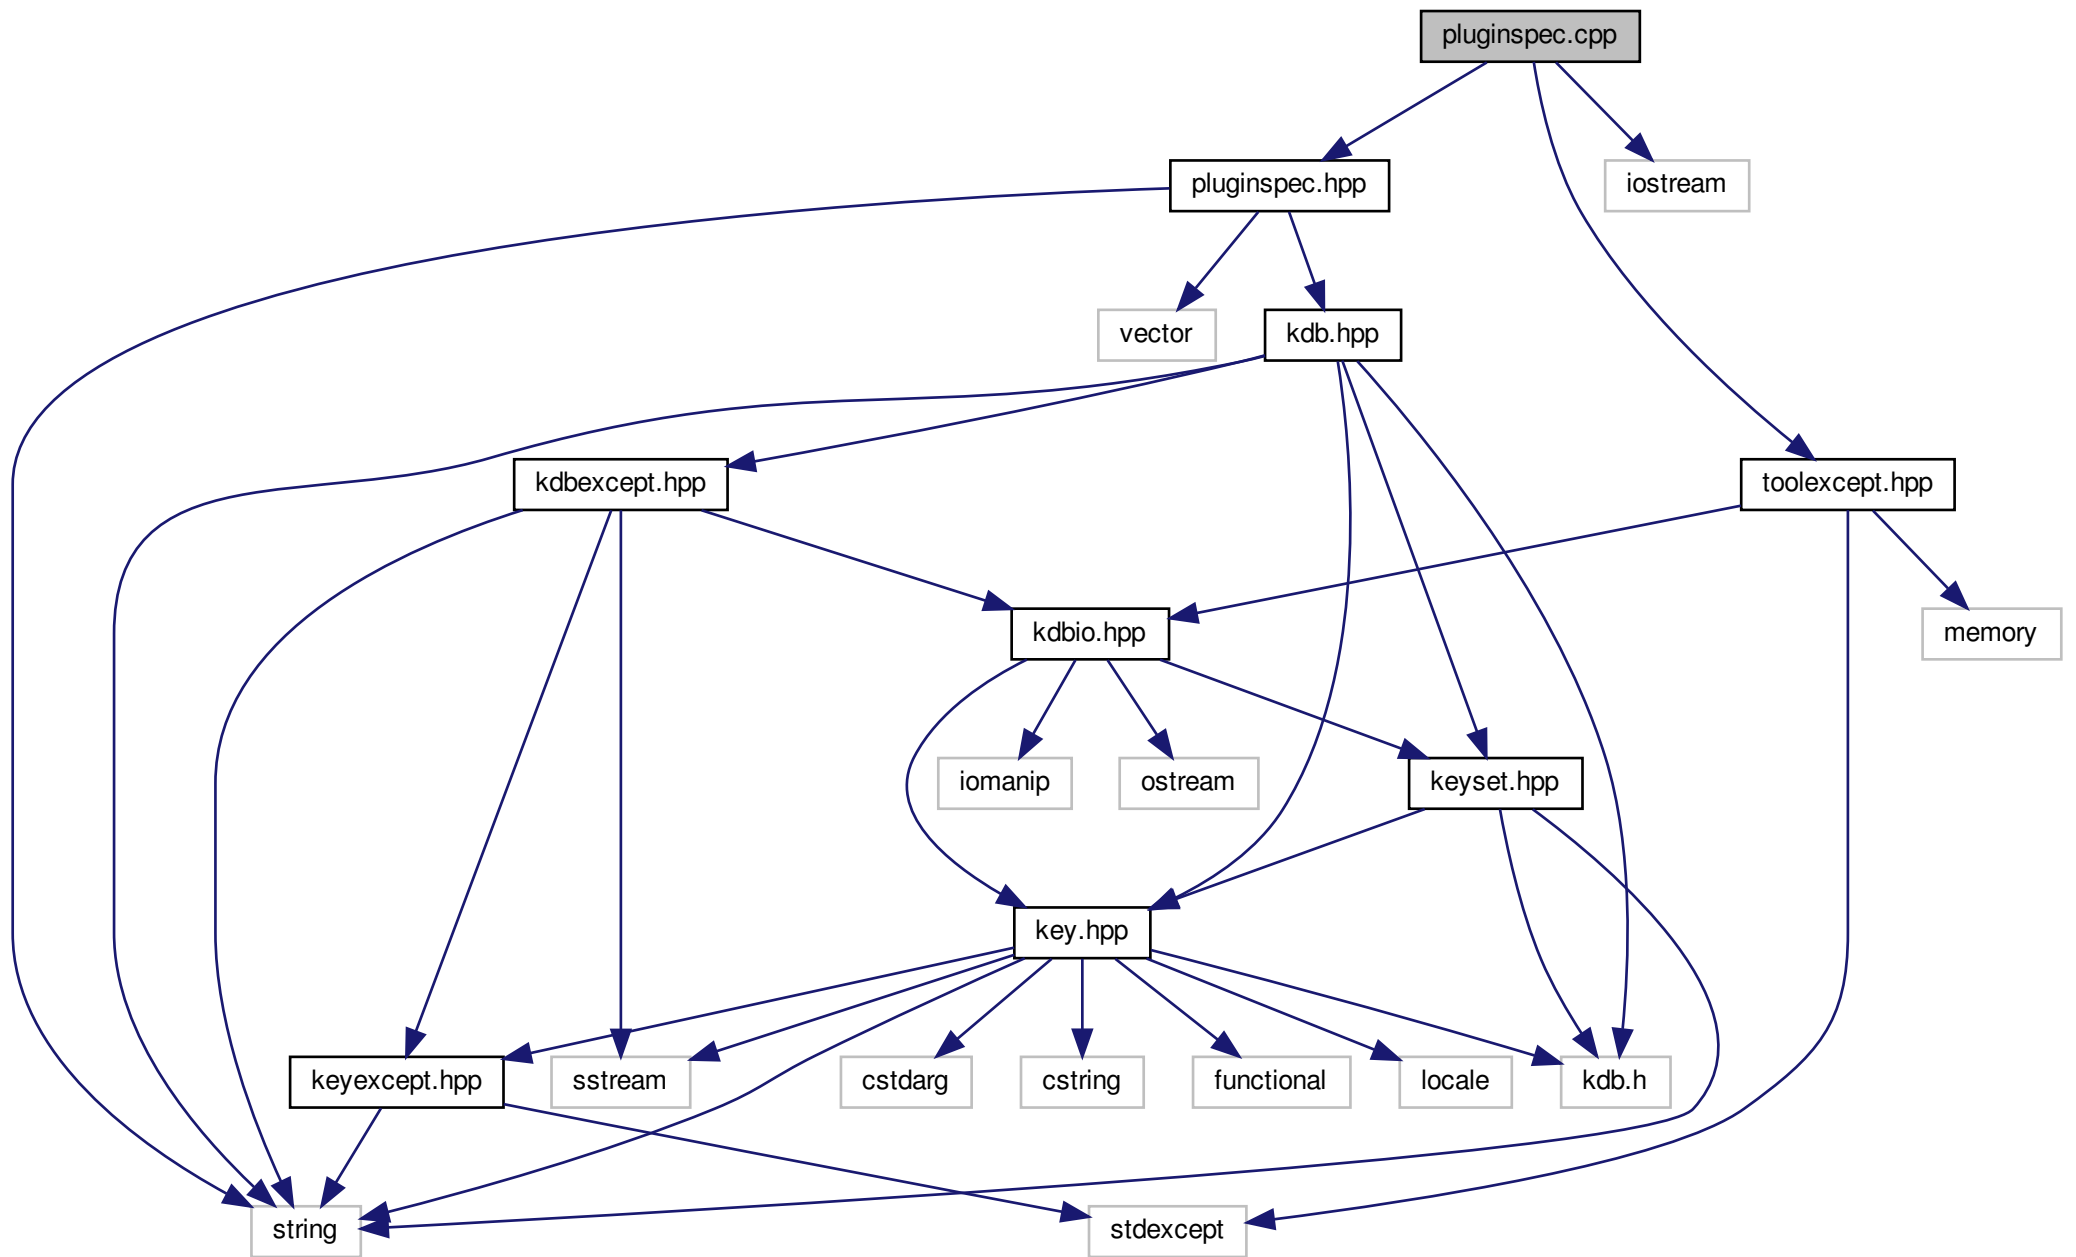 pluginspec.cpp
pluginspec.hpp
iostream
vector
kdb.hpp
kdbexcept.hpp
toolexcept.hpp
kdbio.hpp
memory
iomanip
ostream
keyset.hpp
key.hpp
keyexcept.hpp
sstream
cstdarg
cstring
functional
locale
kdb.h
string
stdexcept